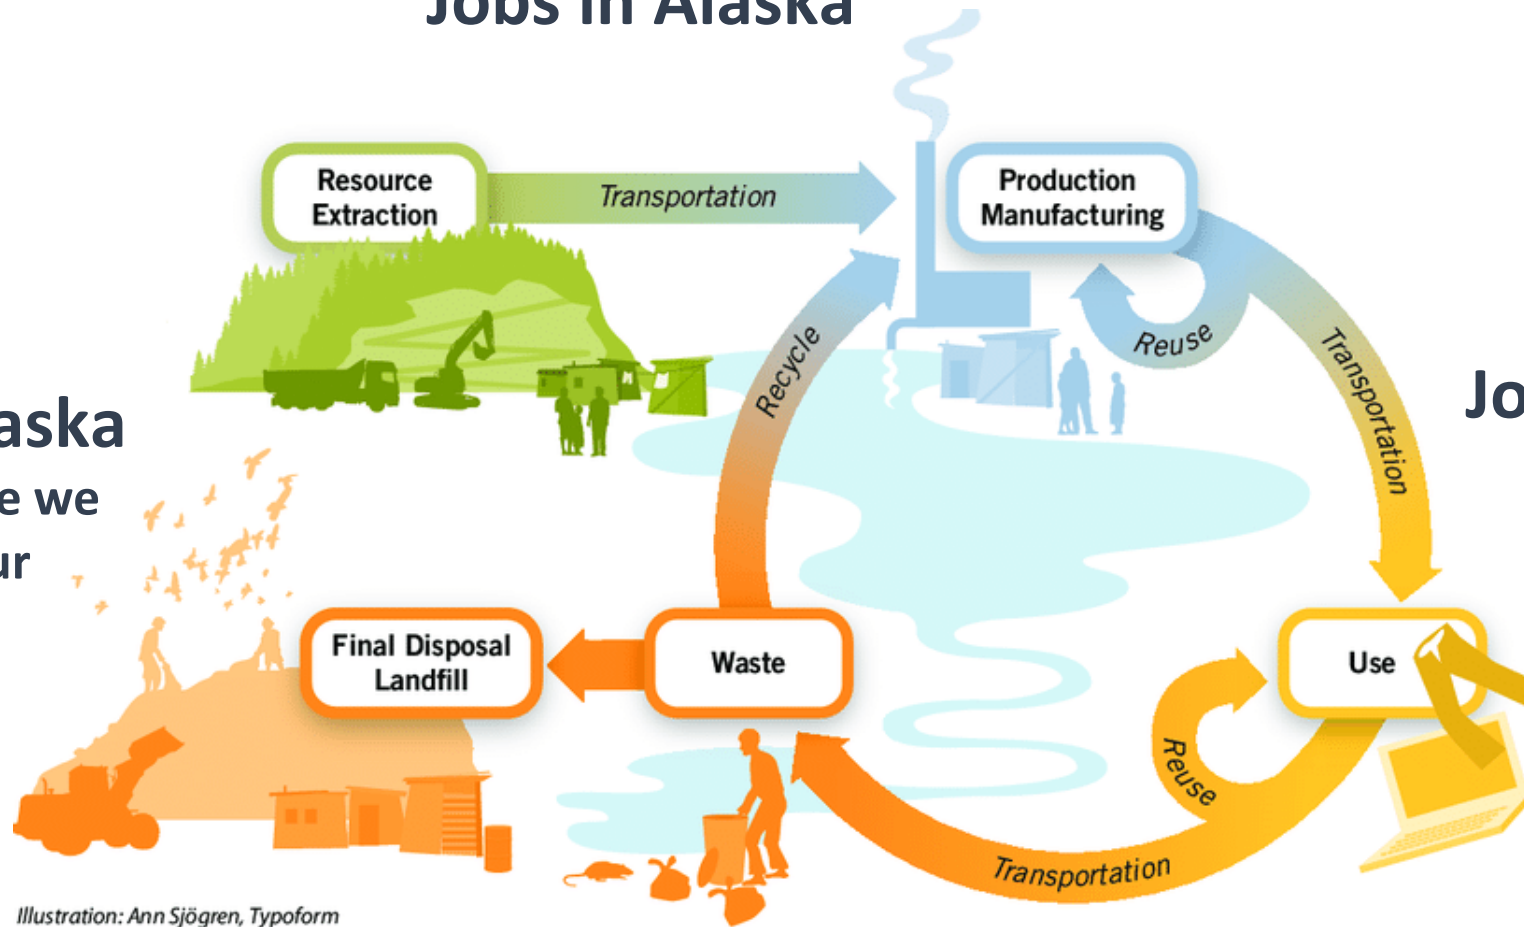 Jobs in Alaska
Resource
Extraction
Transportation
Production
Manufacturing
Reuse
Transportation
Recycle
Jo
aska
e we
ur
Final Disposal
Landfill
Waste
Use
Reuse
Transportation
Illustration: Ann Sjögren, Typoform